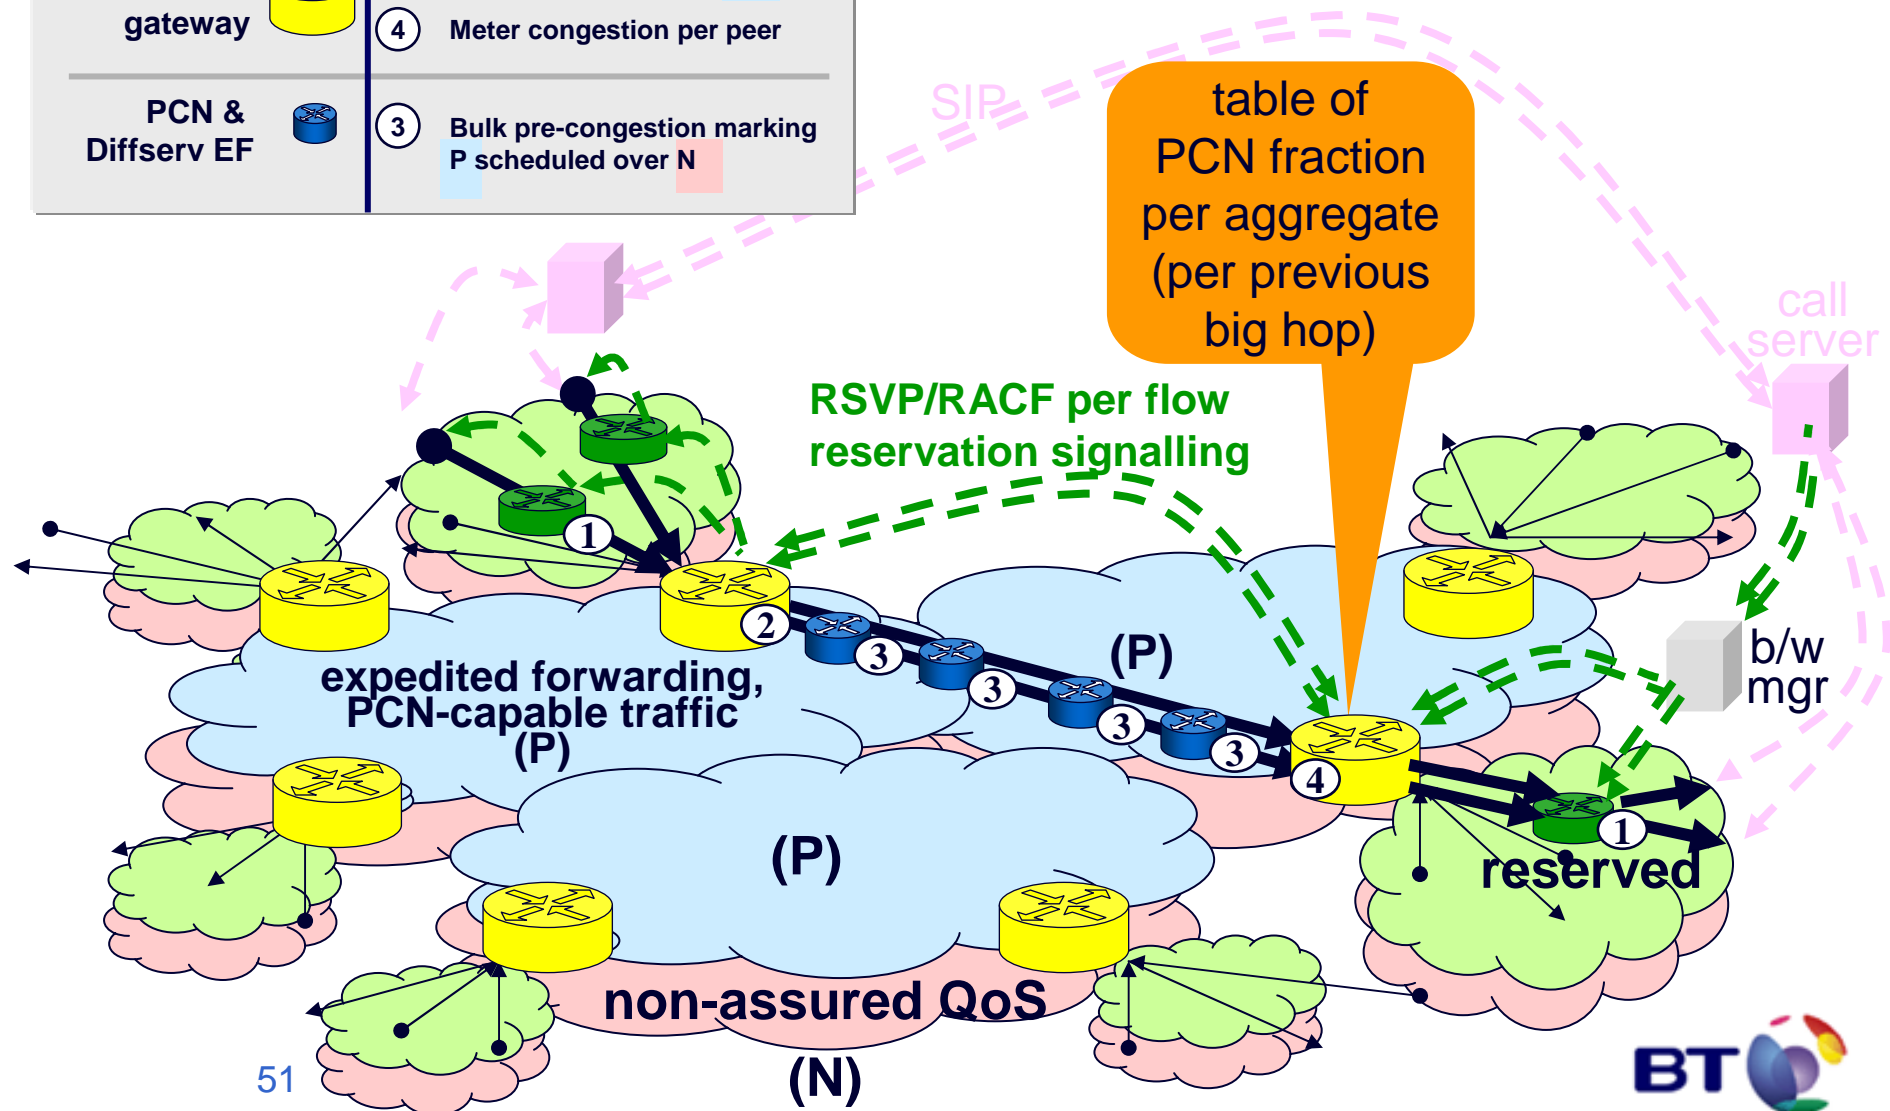 gateway
4 Meter congestion per peer
PCN &
Diffserv EF
3 Bulk pre-congestion marking
P scheduled over N
SIP
table of
PCN fraction
per aggregate
(per previous
big hop)
call
server
RSVP/RACF per flow
reservation signalling
1
2
3
3
3
3
4
1
(P)
b/w
mgr
expedited forwarding,
PCN-capable traffic
(P)
(P)
reserved
non-assured QoS
(N)
51
BT